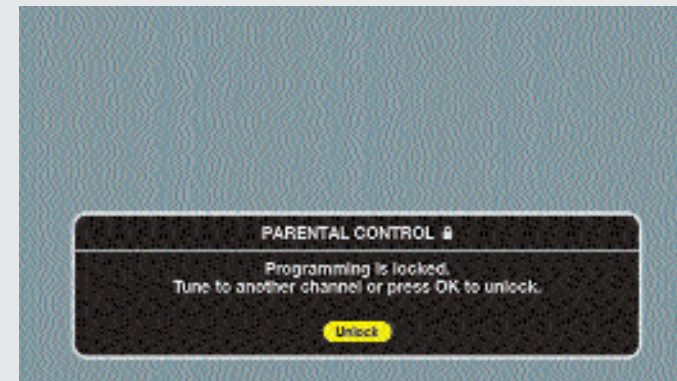 PARENTAL CONTROL
Programming is locked.
Tune to another channel or press OK to unlock.
Unlock